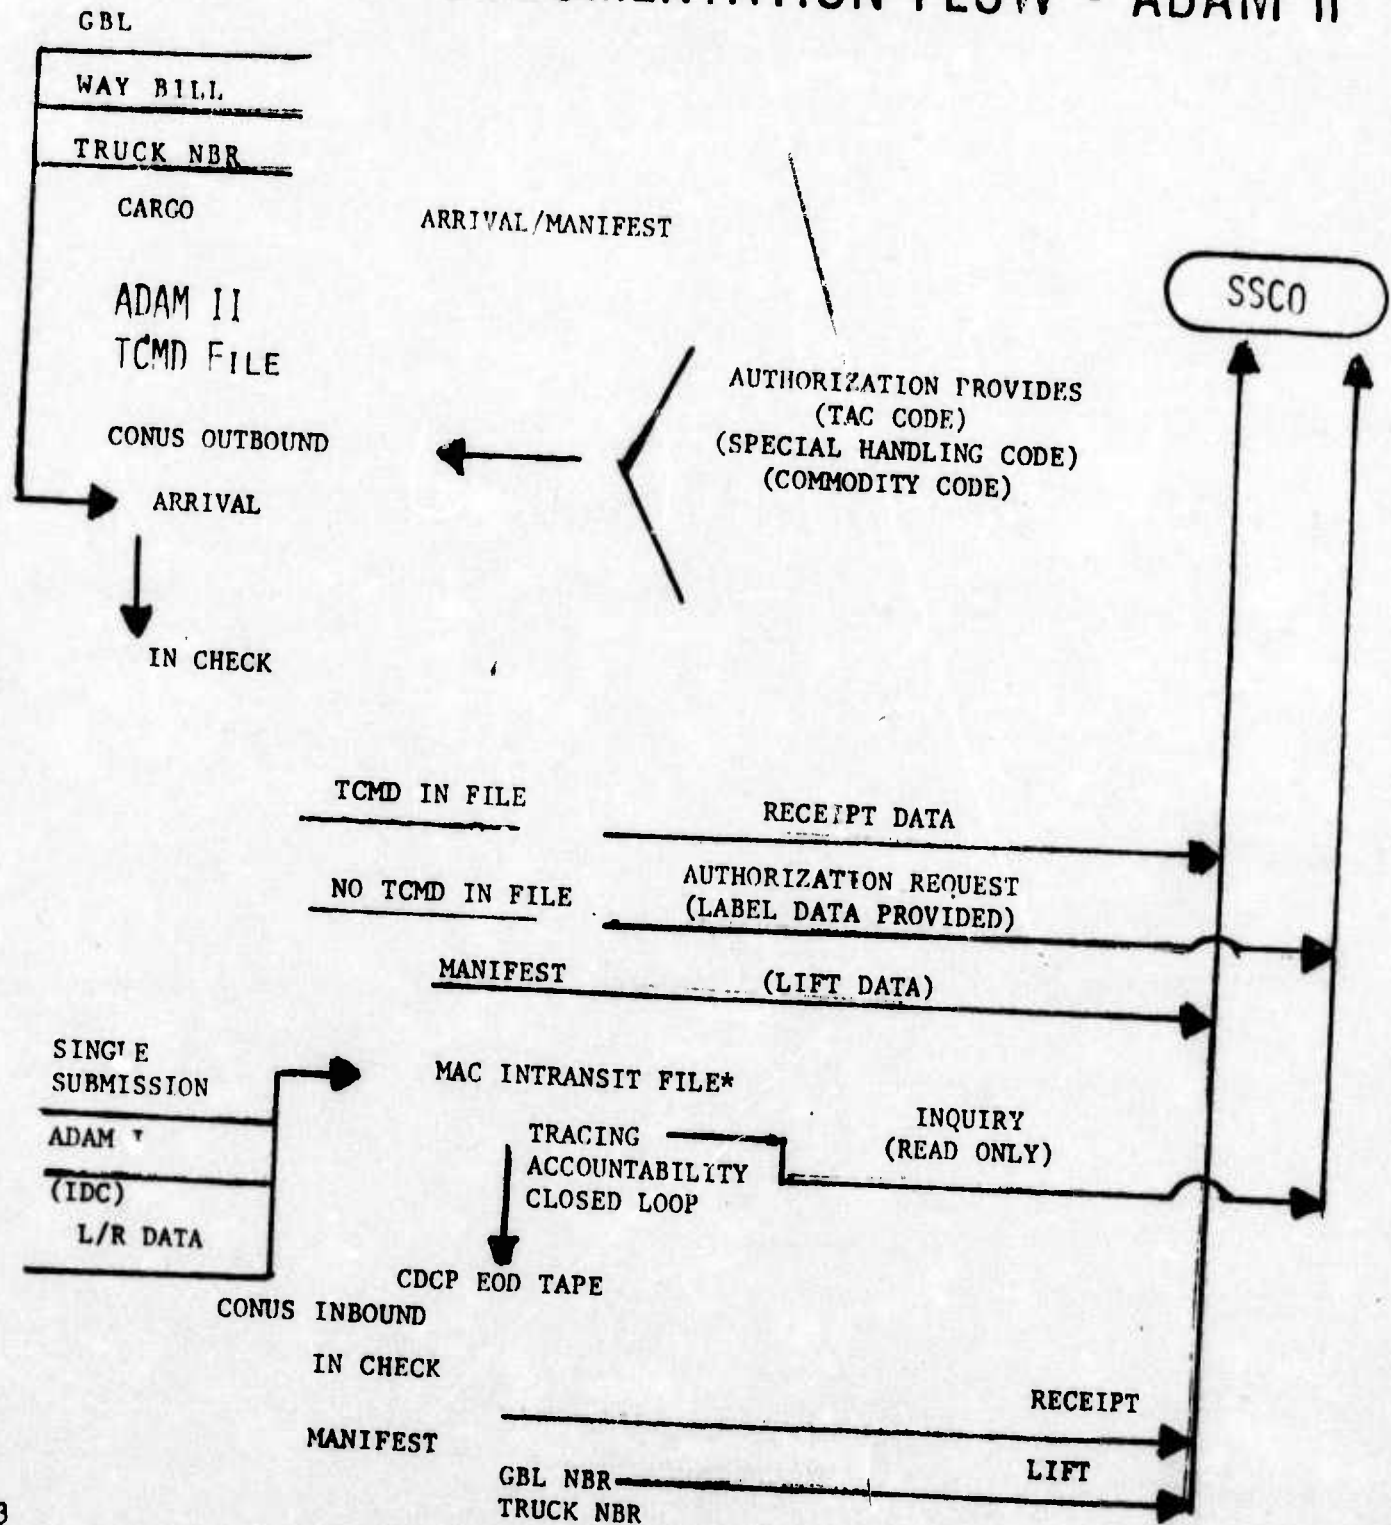 FLOW - ADAM II
GBL
WAY BILL
TRUCK NBR
CARGO
ARRIVAL/MANIFEST
ADAM II
TCMD FILE
SSCO
AUTHORIZATION PROVIDES
(TAC CODE)
(SPECIAL HANDLING CODE)
(COMMODITY CODE)
CONUS OUTBOUND
ARRIVAL
IN CHECK
TCMD IN FILE
RECEIPT DATA
NO TCMD IN FILE
AUTHORIZATION REQUEST
(LABEL DATA PROVIDED)
MANIFEST (LIFT DATA)
SINGLE
SUBMISSION
ADAM
(IDC)
L/R DATA
MAC INTRANSIT FILE*
TRACING
ACCOUNTABILITY
CLOSED LOOP
INQUIRY
(READ ONLY)
CDCP EOD TAPE
CONUS INBOUND
IN CHECK
RECEIPT
MANIFEST
LIFT
GBL NBR
TRUCK NBR